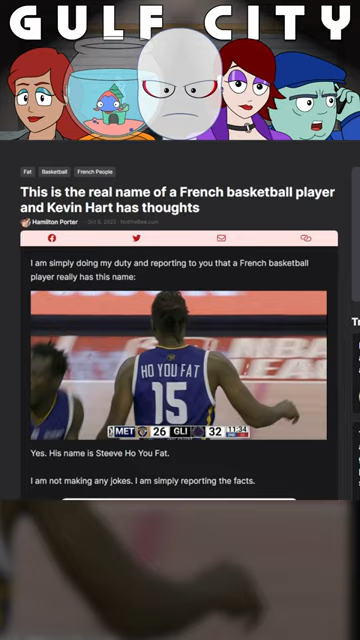 GULF CITY
Fat Basketball French People
This is the real name of a French basketball player
and Kevin Hart has thoughts
Hamilton Porter
I am simply doing my duty and reporting to you that a French basketball
player really has this name:
HO YOU FAT
15
MET 26 GLI 32 11:34
Yes. His name is Steeve Ho You Fat.
I am not making any jokes. I am simply reporting the facts.